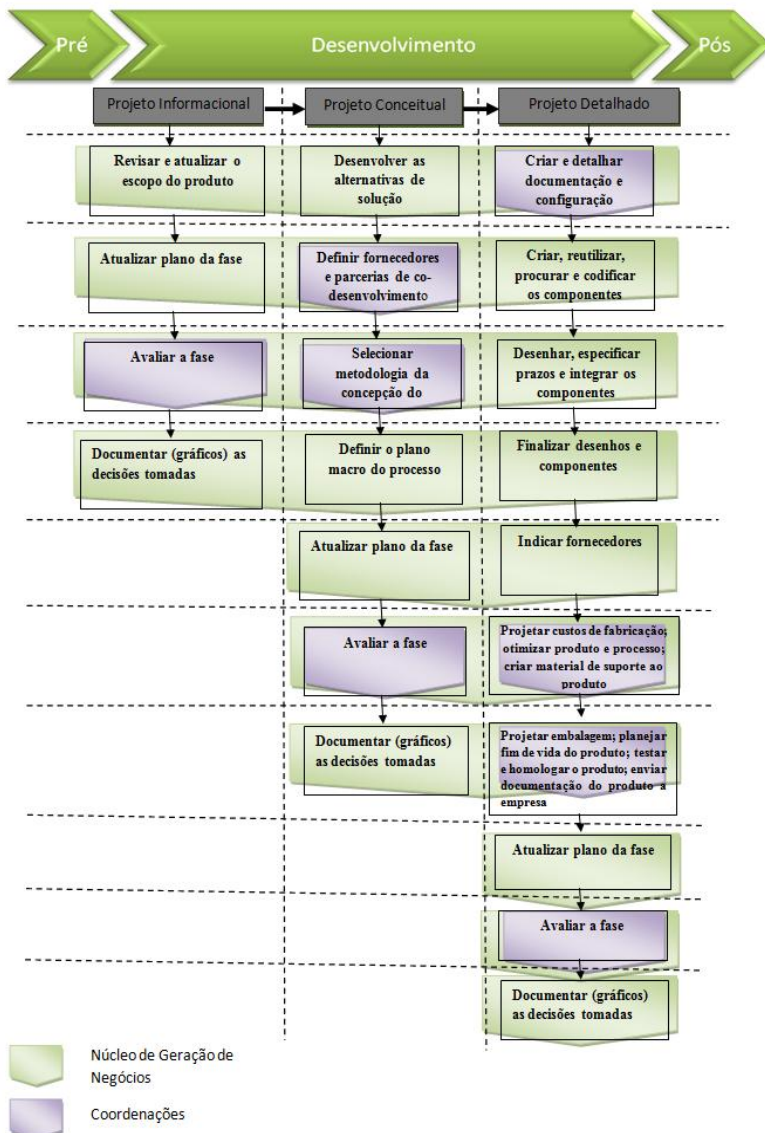 Pré
Desenvolvimento
Pós
Projeto Informacional
Projeto Conceitual
Projeto Detalhado
Revisar e atualizar o
escopo do produto
Desenvolver as
alternativas de
solução
Criar e detalhar
documentação e
configuração
Atualizar plano da fase
Definir fornecedores
e parcerias de co-
desenvolvimento
Criar, reutilizar,
procurar e codificar
os componentes
Avaliar a fase
Selecionar
metodologia da
concepção do
Desenhar, especificar
prazos e integrar os
componentes
Documentar (gráficos) as
decisões tomadas
Definir o plano
macro do processo
Finalizar desenhos e
componentes
Atualizar plano da fase
Indicar fornecedores
Avaliar a fase
Projetar custos de fabricação;
otimizar produto e processo;
criar material de suporte ao
produto
Documentar (gráficos)
as decisões tomadas
Projetar embalagem; planejar
fim de vida do produto; testar
e homologar o produto; enviar
documentação do produto a
empresa
Atualizar plano da fase
Avaliar a fase
Documentar (gráficos)
as decisões tomadas
Núcleo de Geração de
Negócios
Coordenações